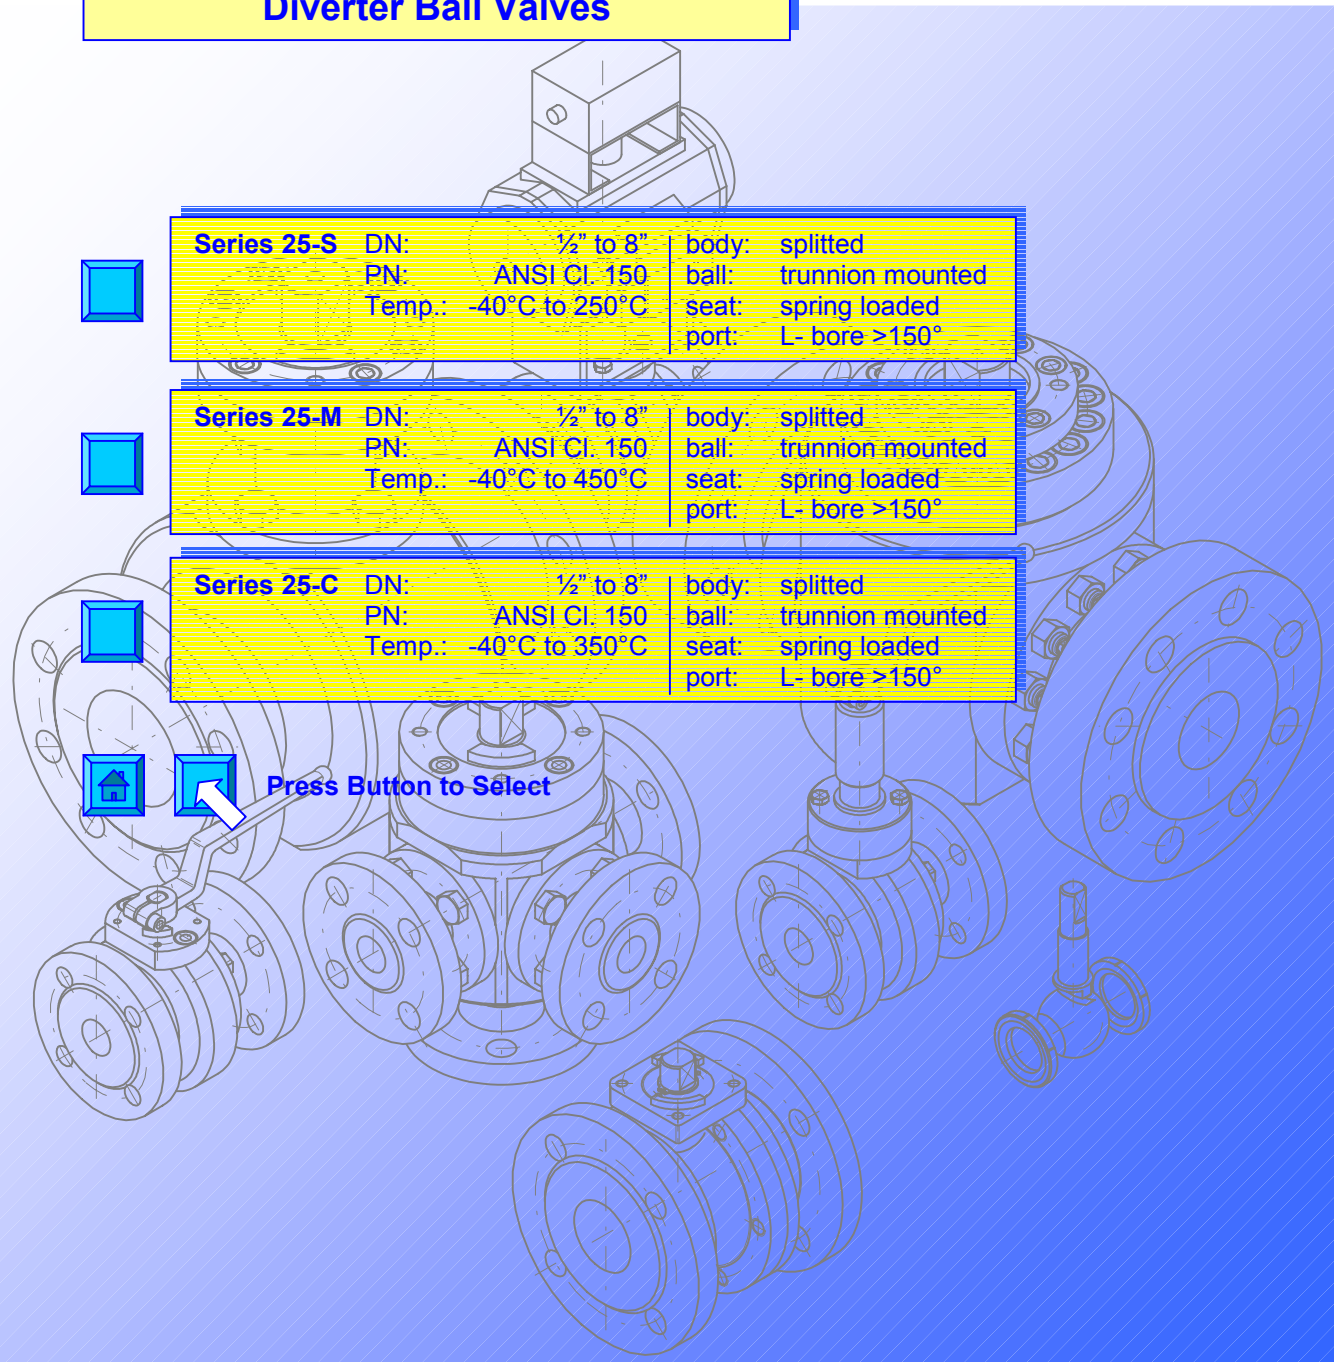 Diverter Ball Valves
Series 25-S DN: ½” to 8” body: splitted
PN: ANSI Cl. 150 ball: trunnion mounted
Temp.: -40°C to 250°C seat: spring loaded
port: L- bore >150°
Series 25-M DN: ½” to 8” body: splitted
PN: ANSI Cl. 150 ball: trunnion mounted
Temp.: -40°C to 450°C seat: spring loaded
port: L- bore >150°
Series 25-C DN: ½” to 8” body: splitted
PN: ANSI Cl. 150 ball: trunnion mounted
Temp.: -40°C to 350°C seat: spring loaded
port: L- bore >150°
Press Button to Select